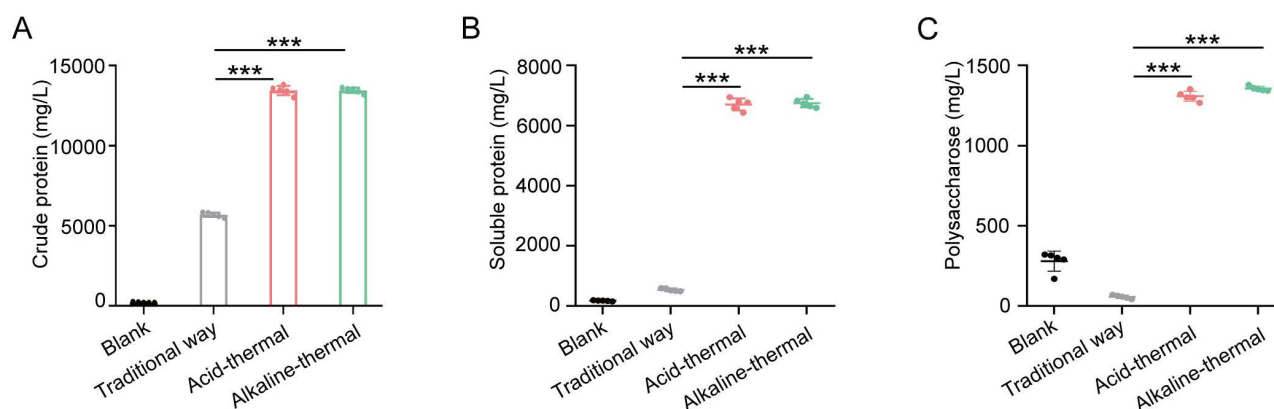 A
Crude protein (mg/L)
15000
10000
5000
0
***
***
Blank
Traditional way
Acid-thermal
Alkaline-thermal
B
Soluble protein (mg/L)
8000
6000
4000
2000
0
***
***
Blank
Traditional way
Acid-thermal
Alkaline-thermal
C
Polysaccharose (mg/L)
1500
1000
500
0
***
***
Blank
Traditional way
Acid-thermal
Alkaline-thermal